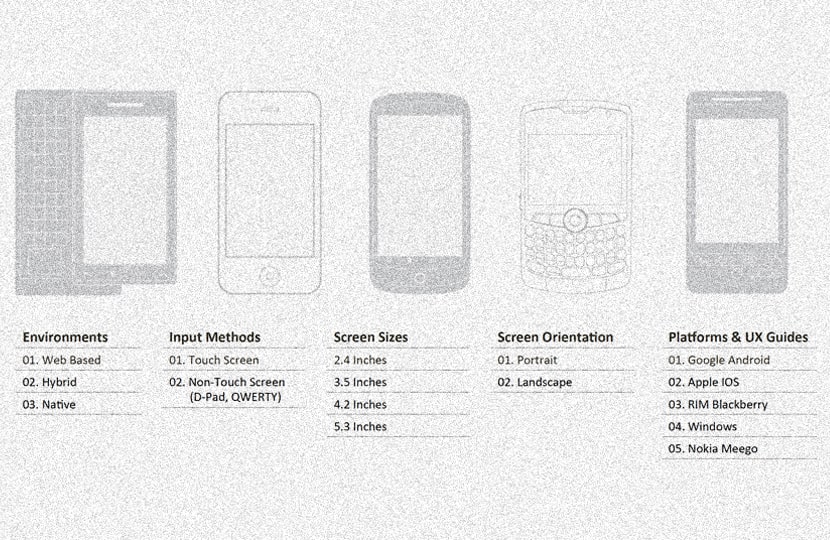 Environments
01. Web Based
02. Hybrid
03. Native
Input Methods
01. Touch Screen
02. Non-Touch Screen
(D-Pad, QWERTY)
Screen Sizes
2.4 Inches
3.5 Inches
4.2 Inches
5.3 Inches
Screen Orientation
01. Portrait
02. Landscape
Platforms & UX Guides
01. Google Android
02. Apple IOS
03. RIM Blackberry
04. Windows
05. Nokia Meego